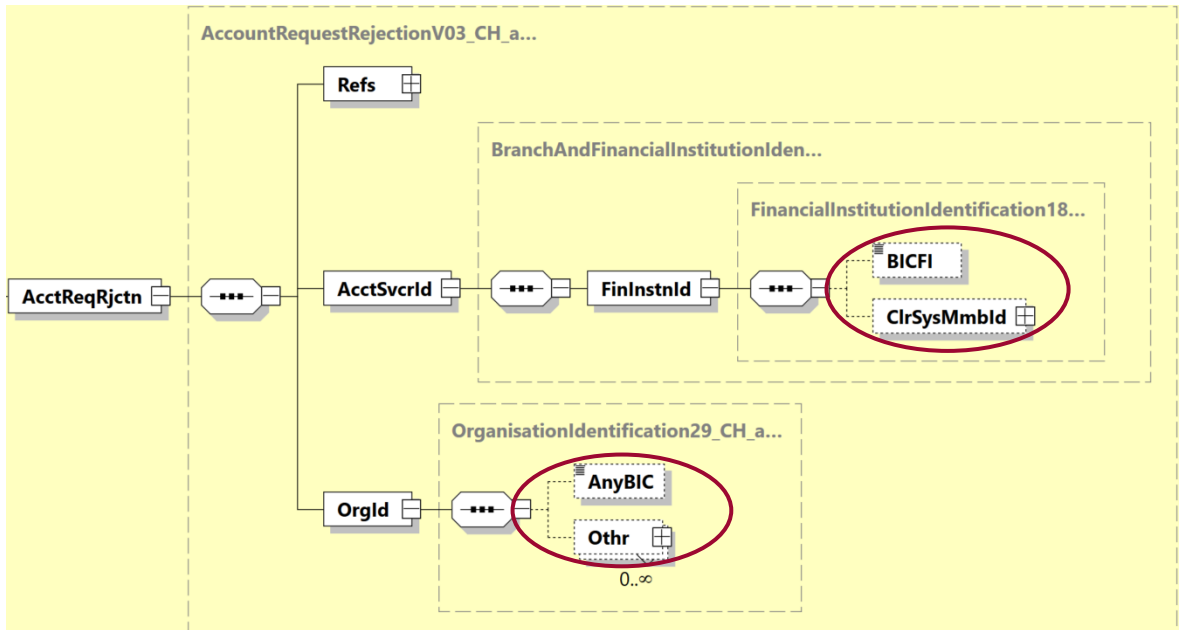 AccountRequestRejectionV03_CH_a...
Refs
BranchAndFinancialInstitutionIden...
FinancialInstitutionIdentification18...
BICFI
AcctReqRjctn
AcctSvcrId
FinInstnId
ClrSysMmbId
OrganisationIdentification29_CH_a...
AnyBIC
OrgId
Othr
0..∞